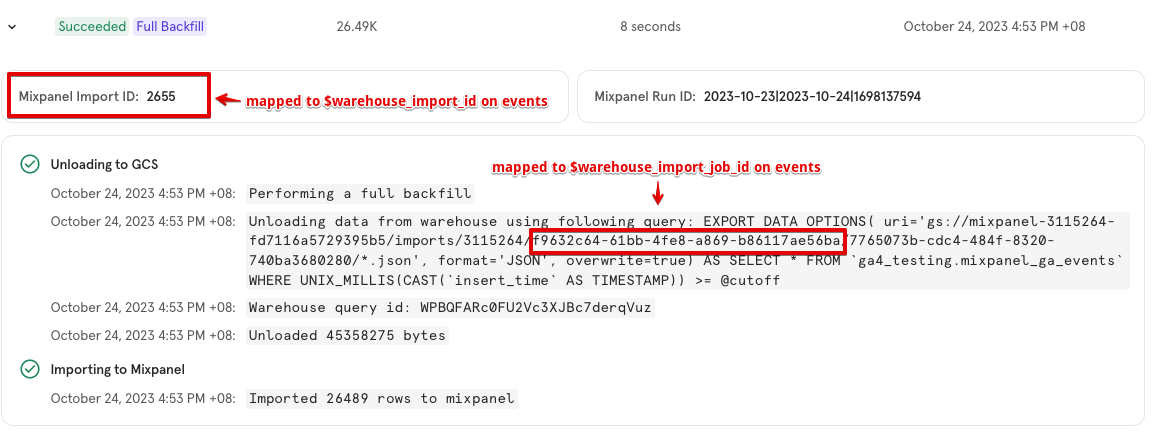 Succeeded Full Backfill 26.49K 8 seconds October 24, 2023 4:53 PM +08
Mixpanel Import ID: 2655 mapped to $warehouse_import_id on events Mixpanel Run ID: 2023-10-23|2023-10-24|1698137594
Unloading to GCS
mapped to $warehouse_import_job_id on events
October 24, 2023 4:53 PM +08: Performing a full backfill
October 24, 2023 4:53 PM +08: Unloading data from warehouse using following query: EXPORT DATA OPTIONS( uri='gs://mixpanel-3115264-
fd7116a5729395b5/imports/3115264/f9632c64-61bb-4fe8-a869-b86117ae56ba/7765073b-cdc4-484f-8320-
740ba3680280/*.json', format='JSON', overwrite=true) AS SELECT * FROM `ga4_testing.mixpanel_ga_events`
WHERE UNIX_MILLIS(CAST(`insert_time` AS TIMESTAMP)) >= @cutoff
October 24, 2023 4:53 PM +08: Warehouse query id: WPBQFARc0FU2Vc3XJBc7derqVuz
October 24, 2023 4:53 PM +08: Unloaded 45358275 bytes
Importing to Mixpanel
October 24, 2023 4:53 PM +08: Imported 26489 rows to mixpanel